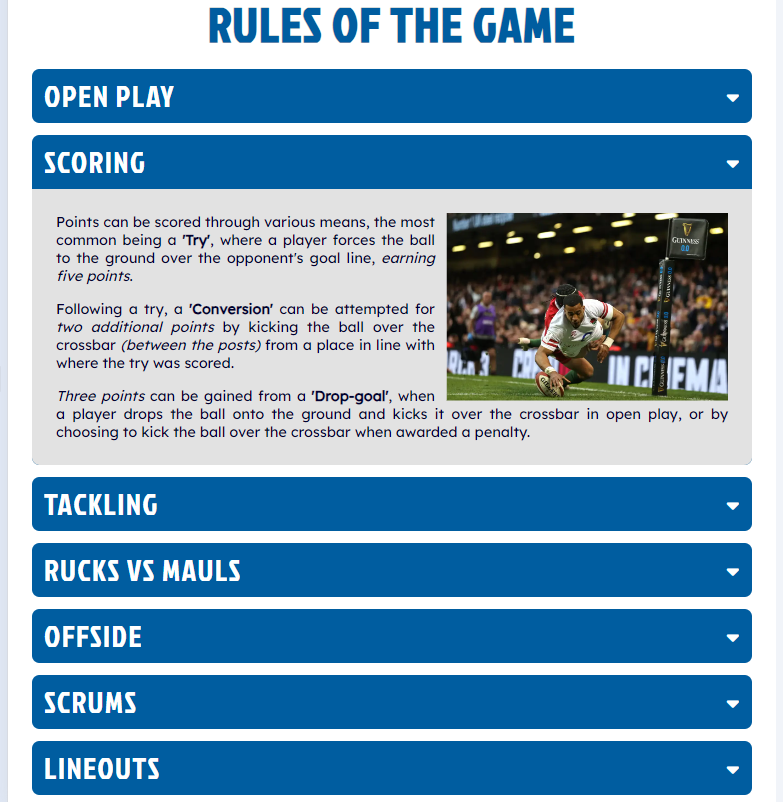 RULES OF THE GAME
OPEN PLAY
SCORING
Points can be scored through various means, the most
common being a 'Try', where a player forces the ball
to the ground over the opponent's goal line, earning
five points.
Following a try, a 'Conversion' can be attempted for
two additional points by kicking the ball over the
crossbar (between the posts) from a place in line with
where the try was scored.
Three points can be gained from a 'Drop-goal', when
a player drops the ball onto the ground and kicks it over the crossbar in open play, or by
choosing to kick the ball over the crossbar when awarded a penalty.
GUINNESS
0.0
IN CINEMA
TACKLING
RUCKS VS MAULS
OFFSIDE
SCRUMS
LINEOUTS